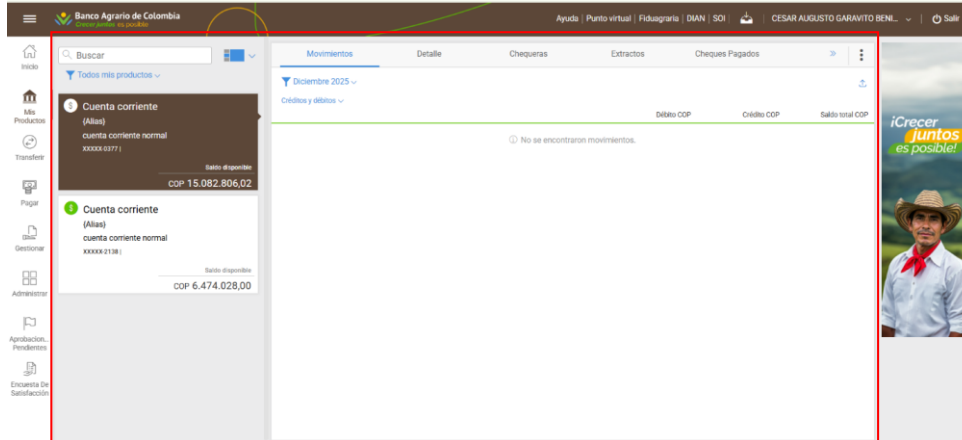 Banco Agrario de Colombia
Crecer juntos es posible
Ayuda | Punto virtual | Fiduagraria | DIAN | SOI |
CESAR AUGUSTO GARAVITO BENI...
Salir
Inicio
Mis Productos
Transferir
Pagar
Gestionar
Administrar
Aprobacion... Pendientes
Encuesta De Satisfacción
Buscar
Todos mis productos
Cuenta corriente
(Alias)
cuenta corriente normal
XXXXX-0377 |
Saldo disponible
COP 15.082.806,02
Cuenta corriente
(Alias)
cuenta corriente normal
XXXXX-2138 |
Saldo disponible
COP 6.474.028,00
Movimientos Detalle Chequeras Extractos Cheques Pagados
Diciembre 2025
Créditos y débitos
Débito COP Crédito COP Saldo total COP
No se encontraron movimientos.
¡Crecer
juntos
es posible!